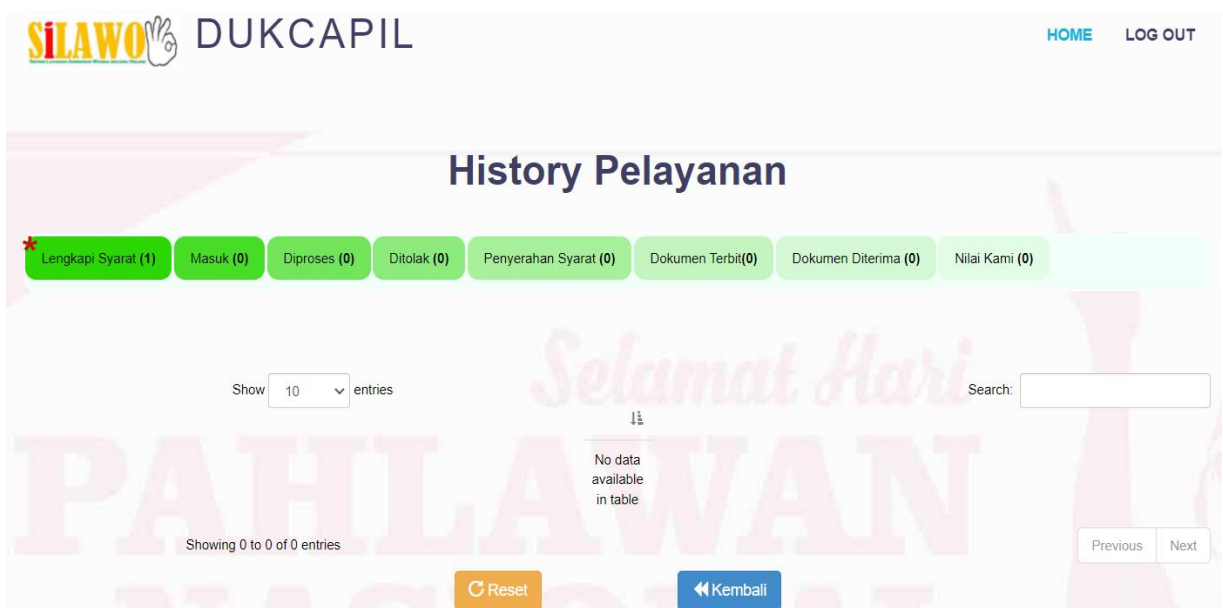 SiLAWO DUKCAPIL
HOME LOG OUT
History Pelayanan
* Lengkapi Syarat (1) Masuk (0) Diproses (0) Ditolak (0) Penyerahan Syarat (0) Dokumen Terbit(0) Dokumen Diterima (0) Nilai Kami (0)
Selamat Hari
Show 10 entries Search:
PAHLAWAN
No data
available
in table
Showing 0 to 0 of 0 entries Previous Next
NASIONAL
Reset Kembali